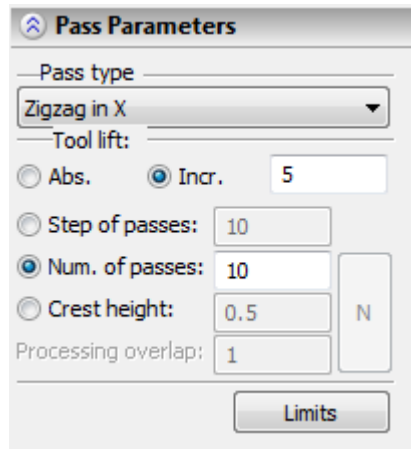 Pass Parameters
Pass type
Zigzag in X
Tool lift:
Abs. Incr. 5
Step of passes: 10
Num. of passes: 10
Crest height: 0.5 N
Processing overlap: 1
Limits